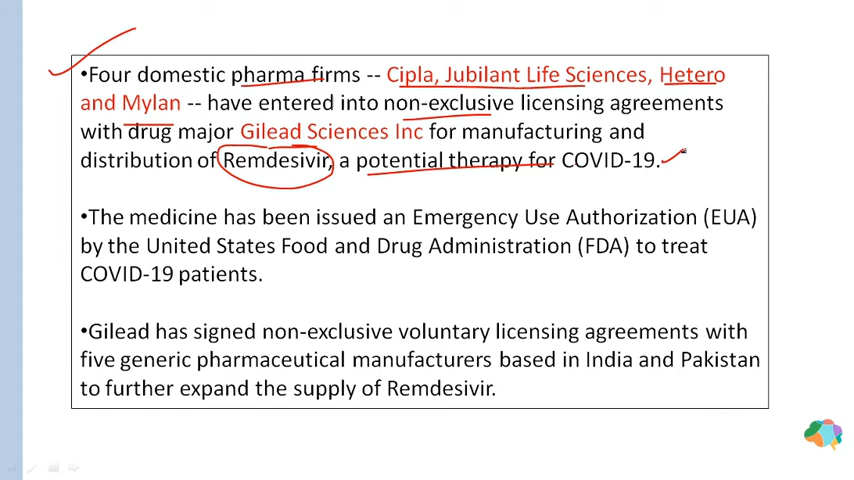 •Four domestic pharma firms -- Cipla, Jubilant Life Sciences, Hetero
and Mylan -- have entered into non-exclusive licensing agreements
with drug major Gilead Sciences Inc for manufacturing and
distribution of Remdesivir, a potential therapy for COVID-19.
•The medicine has been issued an Emergency Use Authorization (EUA)
by the United States Food and Drug Administration (FDA) to treat
COVID-19 patients.
•Gilead has signed non-exclusive voluntary licensing agreements with
five generic pharmaceutical manufacturers based in India and Pakistan
to further expand the supply of Remdesivir.